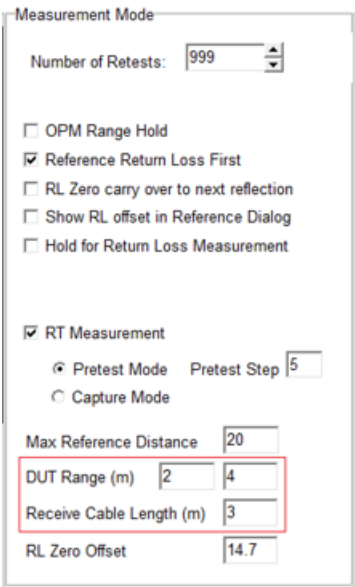 Measurement Mode
Number of Retests: 999
OPM Range Hold
Reference Return Loss First
RL Zero carry over to next reflection
Show RL offset in Reference Dialog
Hold for Return Loss Measurement
RT Measurement
Pretest Mode Pretest Step 5
Capture Mode
Max Reference Distance 20
DUT Range (m) 2 4
Receive Cable Length (m) 3
RL Zero Offset 14.7